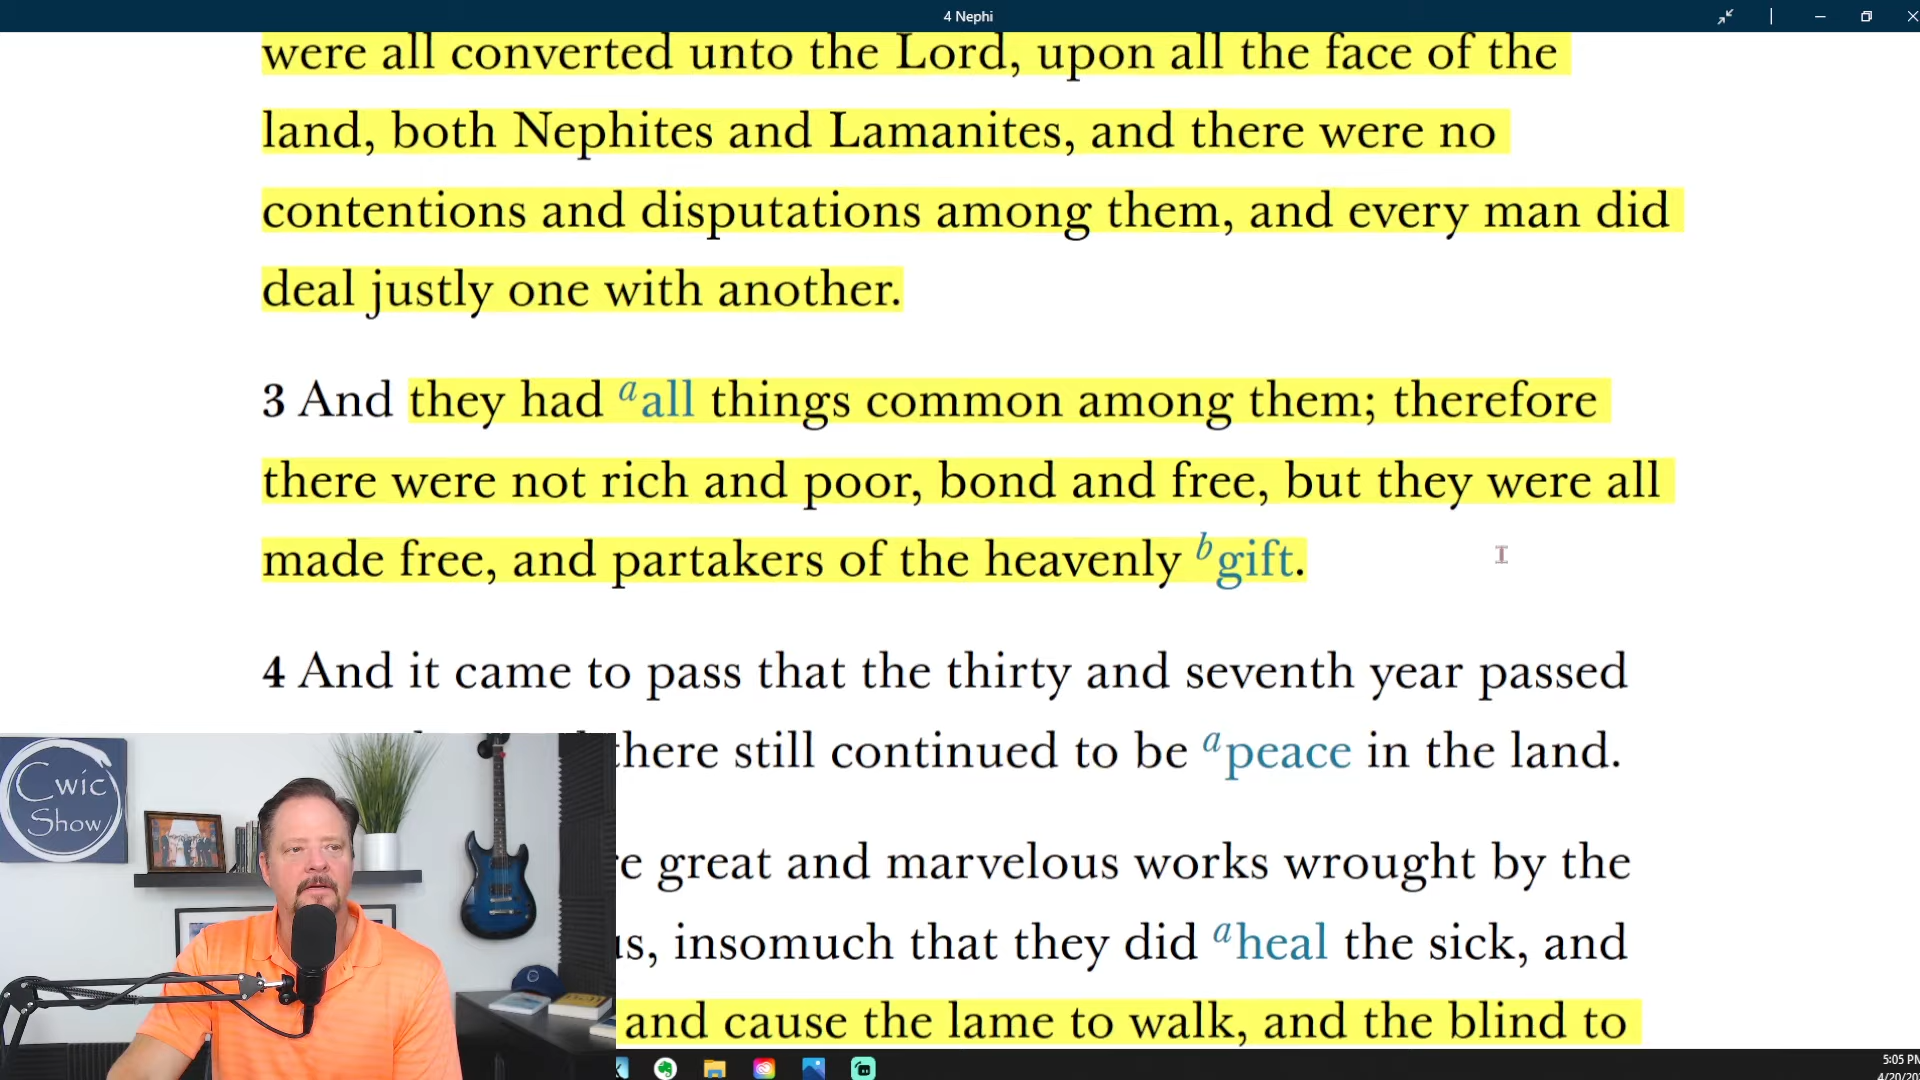 4 Nephi
were all converted unto the Lord, upon all the face of the
land, both Nephites and Lamanites, and there were no
contentions and disputations among them, and every man did
deal justly one with another.
3 And they had a all things common among them; therefore
there were not rich and poor, bond and free, but they were all
made free, and partakers of the heavenly b gift.
4 And it came to pass that the thirty and seventh year passed
there still continued to be a peace in the land.
great and marvelous works wrought by the
insomuch that they did a heal the sick, and
and cause the lame to walk, and the blind to
Cwic
Show
5:05 PM